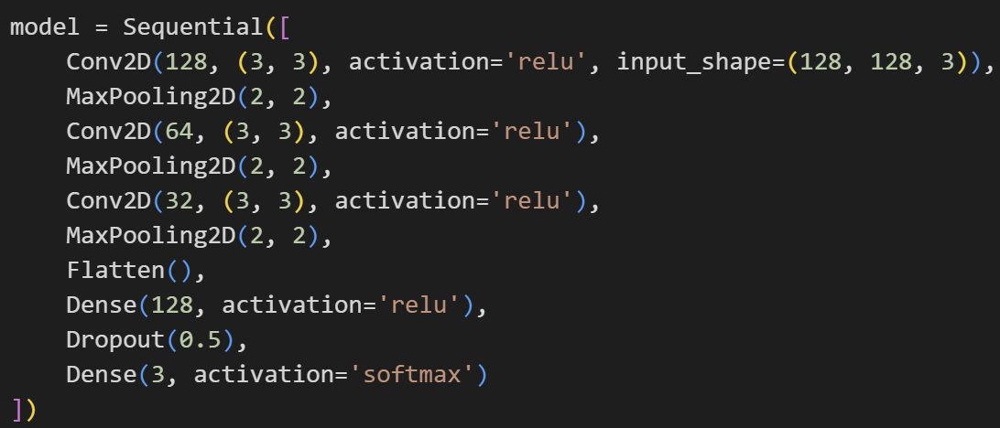 model = Sequential([
    Conv2D(128, (3, 3), activation='relu', input_shape=(128, 128, 3)),
    MaxPooling2D(2, 2),
    Conv2D(64, (3, 3), activation='relu'),
    MaxPooling2D(2, 2),
    Conv2D(32, (3, 3), activation='relu'),
    MaxPooling2D(2, 2),
    Flatten(),
    Dense(128, activation='relu'),
    Dropout(0.5),
    Dense(3, activation='softmax')
])